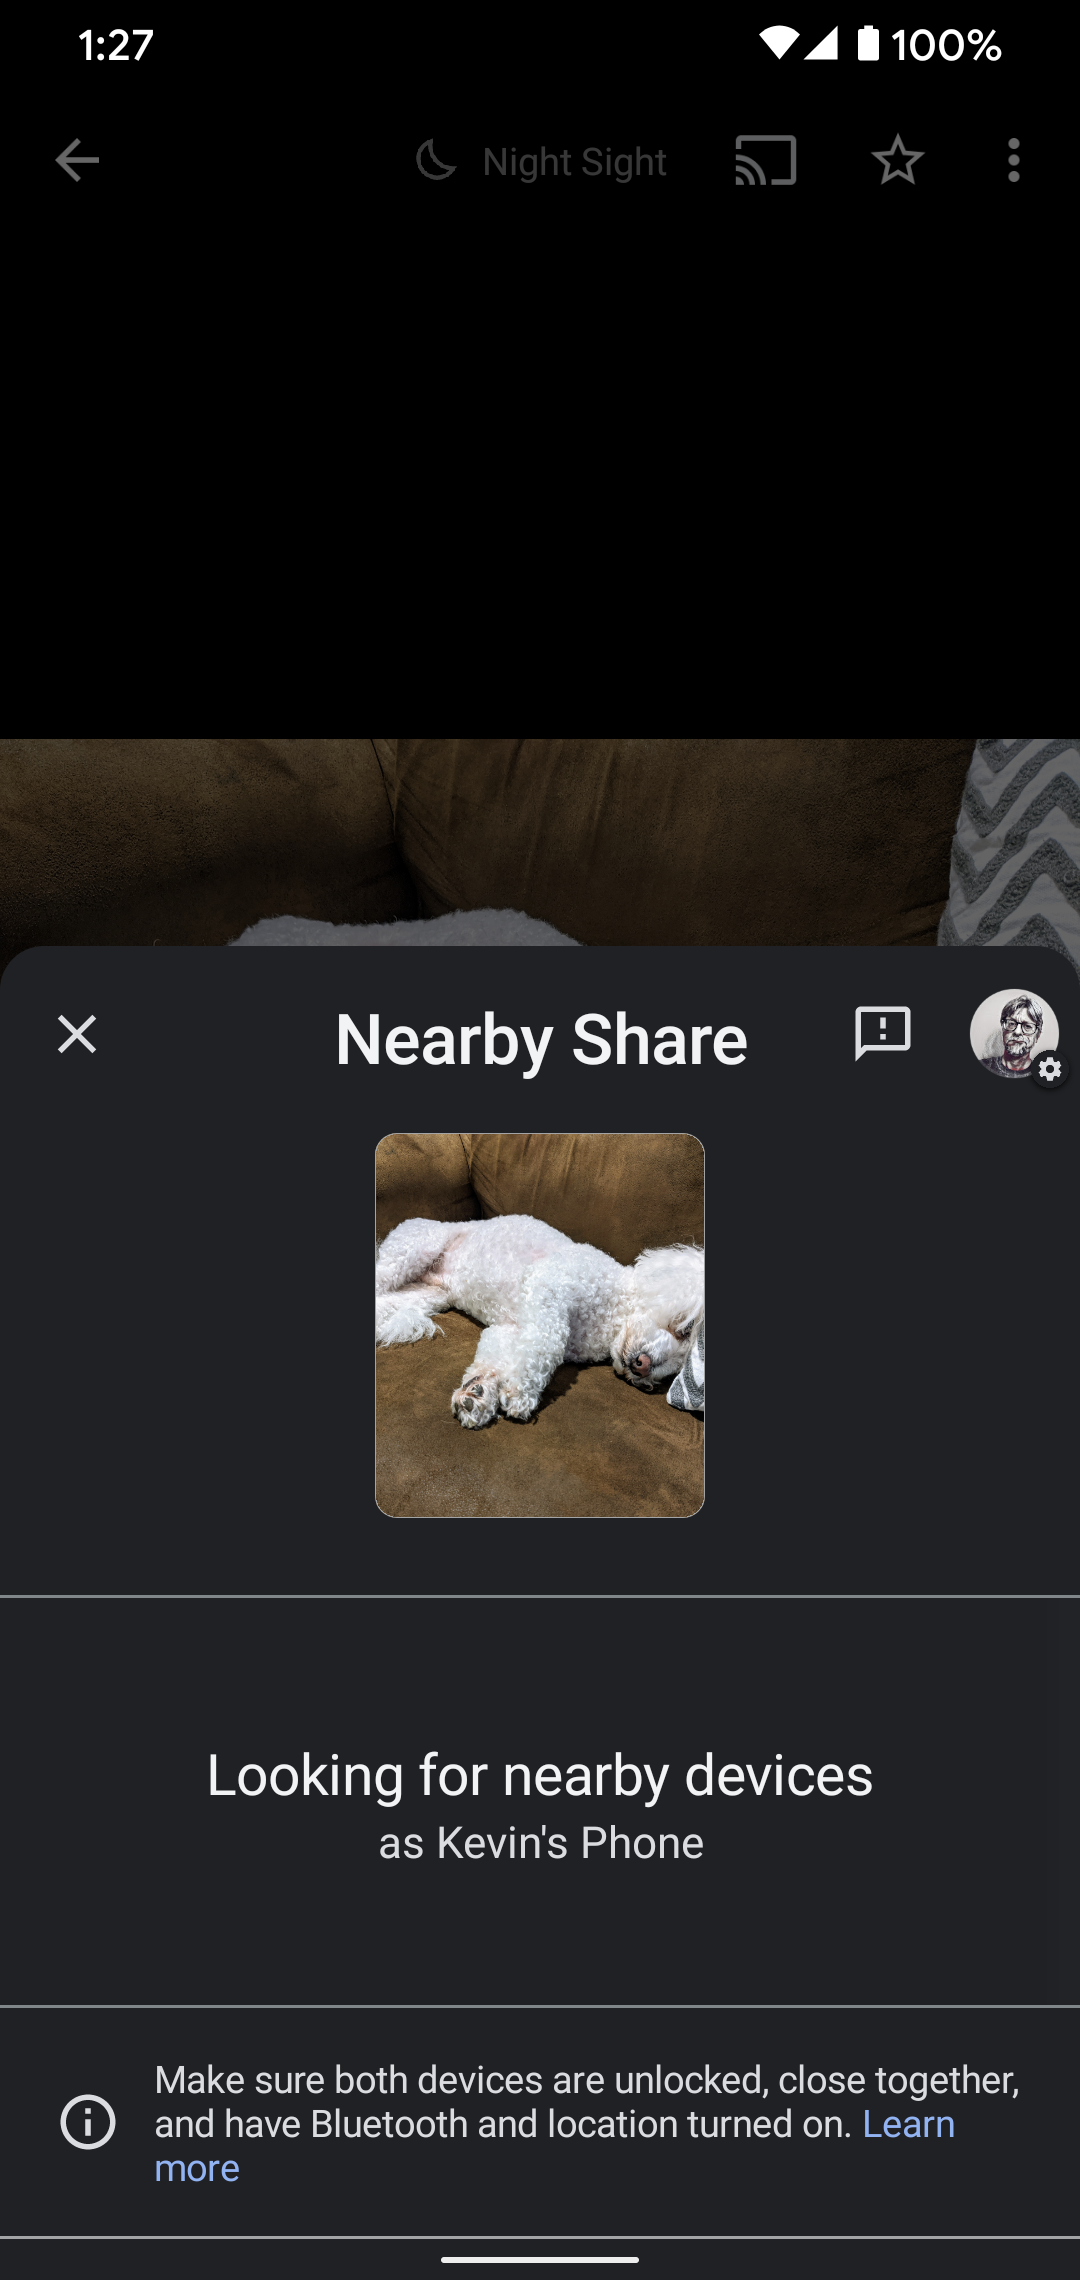 1:27
100%
Night Sight
Nearby Share
Looking for nearby devices
as Kevin's Phone
Make sure both devices are unlocked, close together,
and have Bluetooth and location turned on. Learn
more